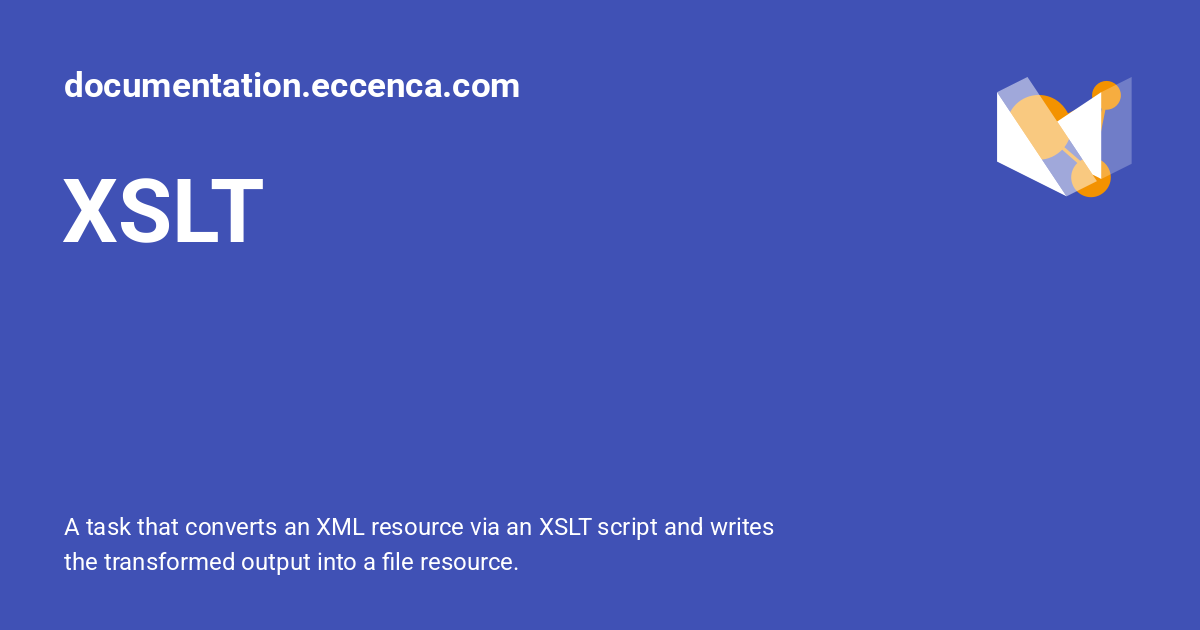 documentation.eccenca.com
XSLT
A task that converts an XML resource via an XSLT script and writes
the transformed output into a file resource.